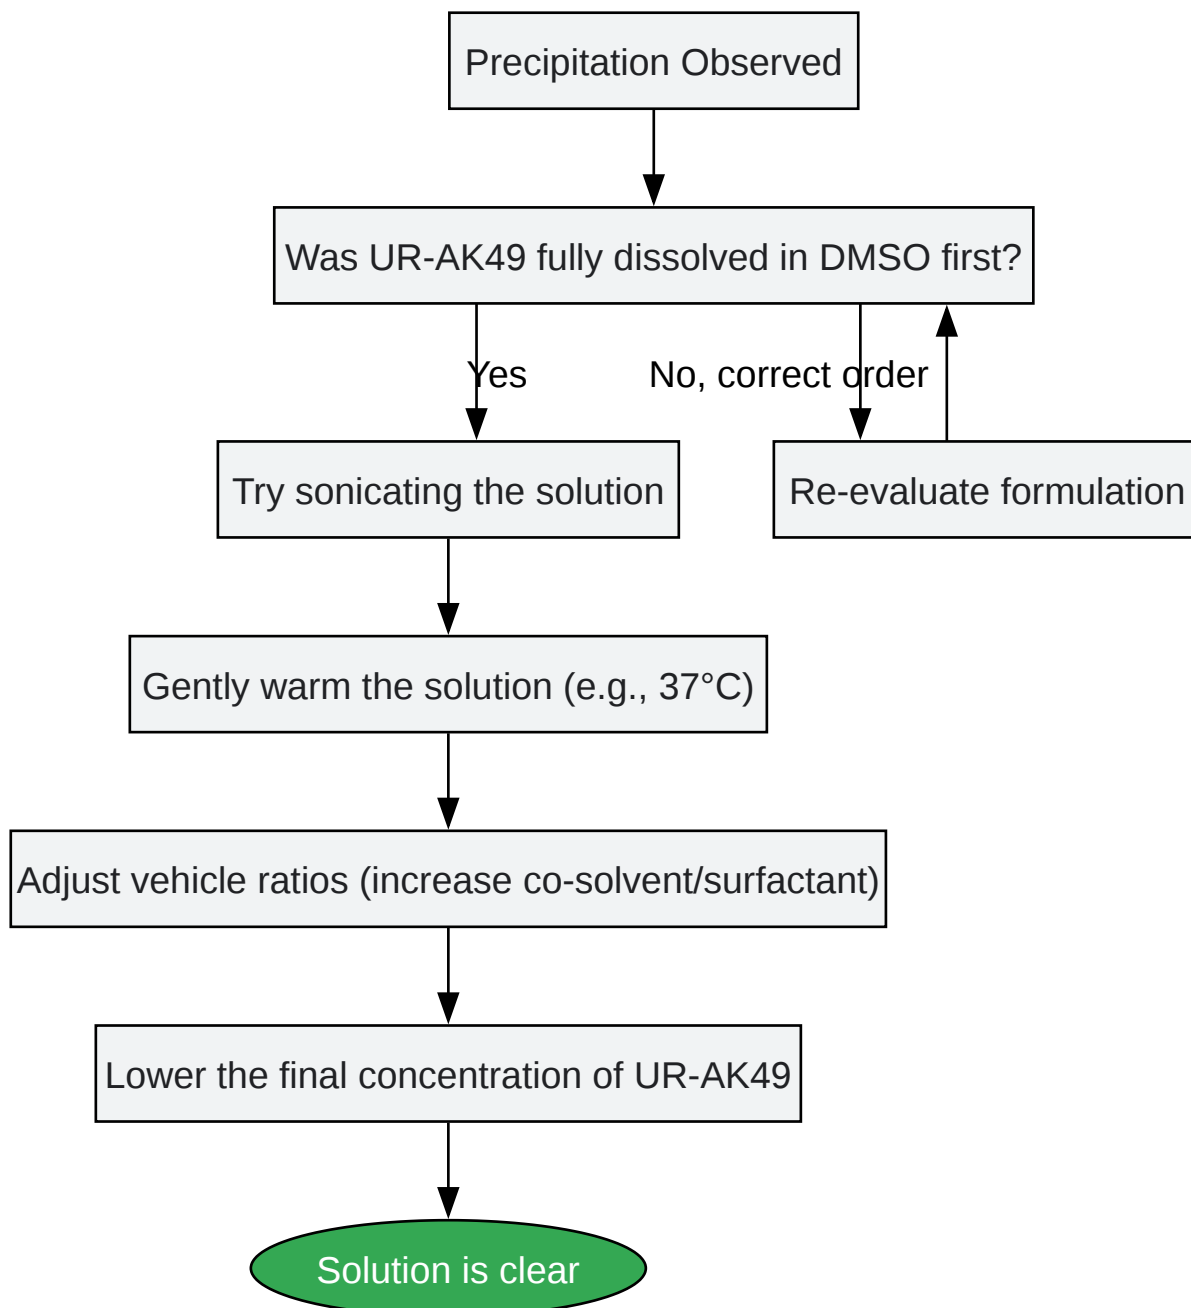 Precipitation Observed
Was UR-AK49 fully dissolved in DMSO first?
Yes
No, correct order
Try sonicating the solution
Re-evaluate formulation
Gently warm the solution (e.g., 37°C)
Adjust vehicle ratios (increase co-solvent/surfactant)
Lower the final concentration of UR-AK49
Solution is clear